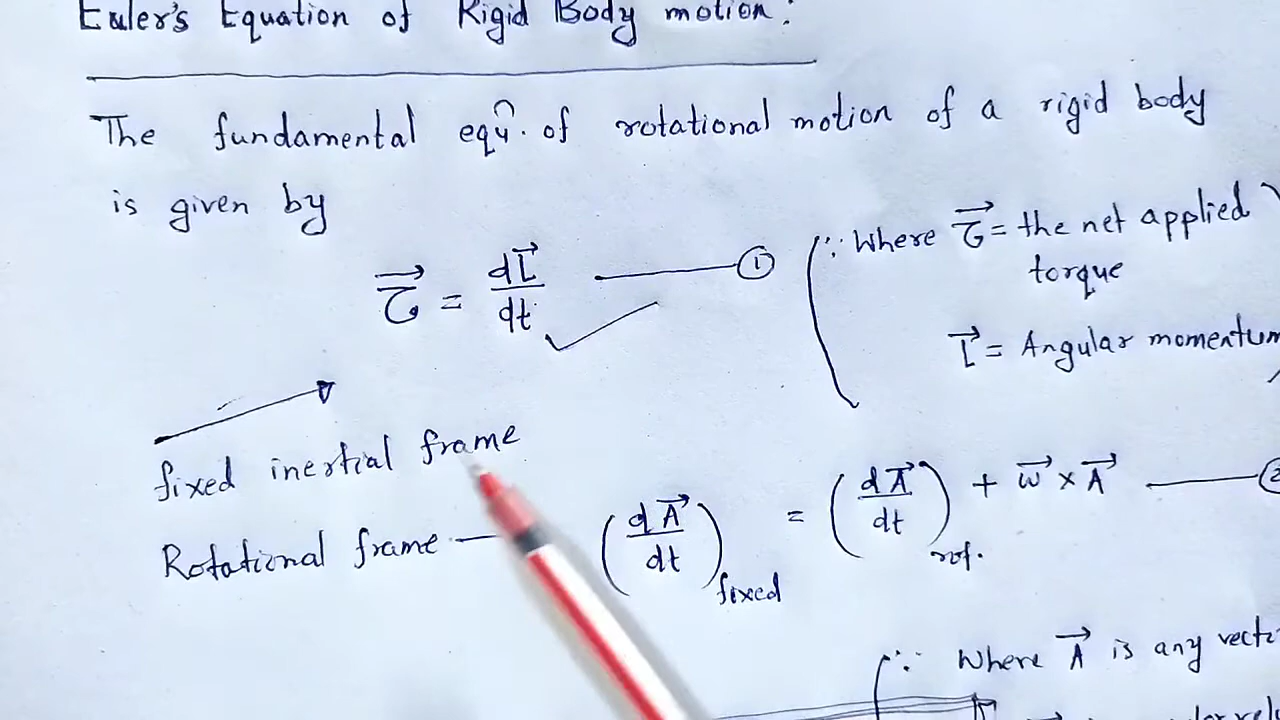 Euler's Equation of Rigid Body motion:
The fundamental eqn. of rotational motion of a rigid body
is given by
τ⃗ = dL⃗/dt —— ①
(∵ Where τ⃗ = the net applied
torque
L⃗ = Angular momentum
fixed inertial frame
Rotational frame — (dA⃗/dt)fixed = (dA⃗/dt)rot. + ω⃗ × A⃗ —— ②
(∵ Where A⃗ is any